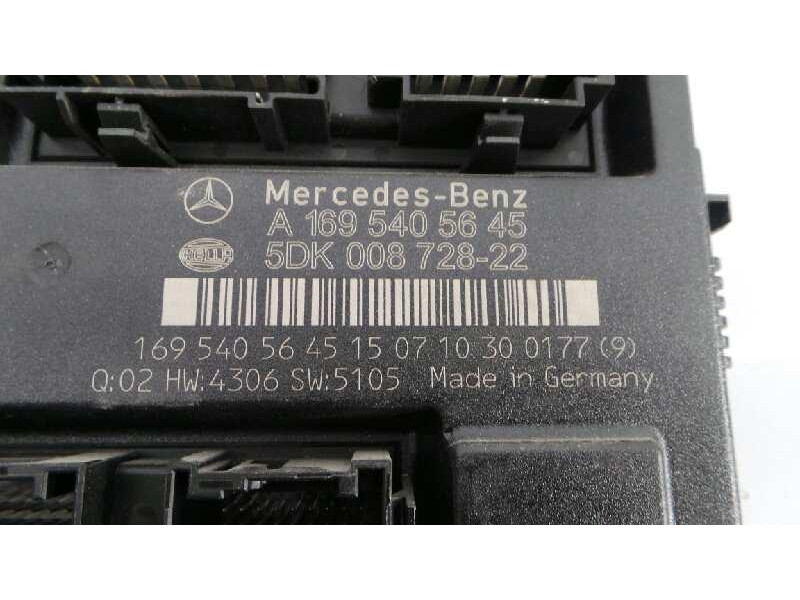 Mercedes-Benz
A 169 540 56 45
HELLA
5DK 008 728-22
169 540 56 45 15 07 10 30 0177 (9)
Q:02 HW:4306 SW:5105 Made in Germany